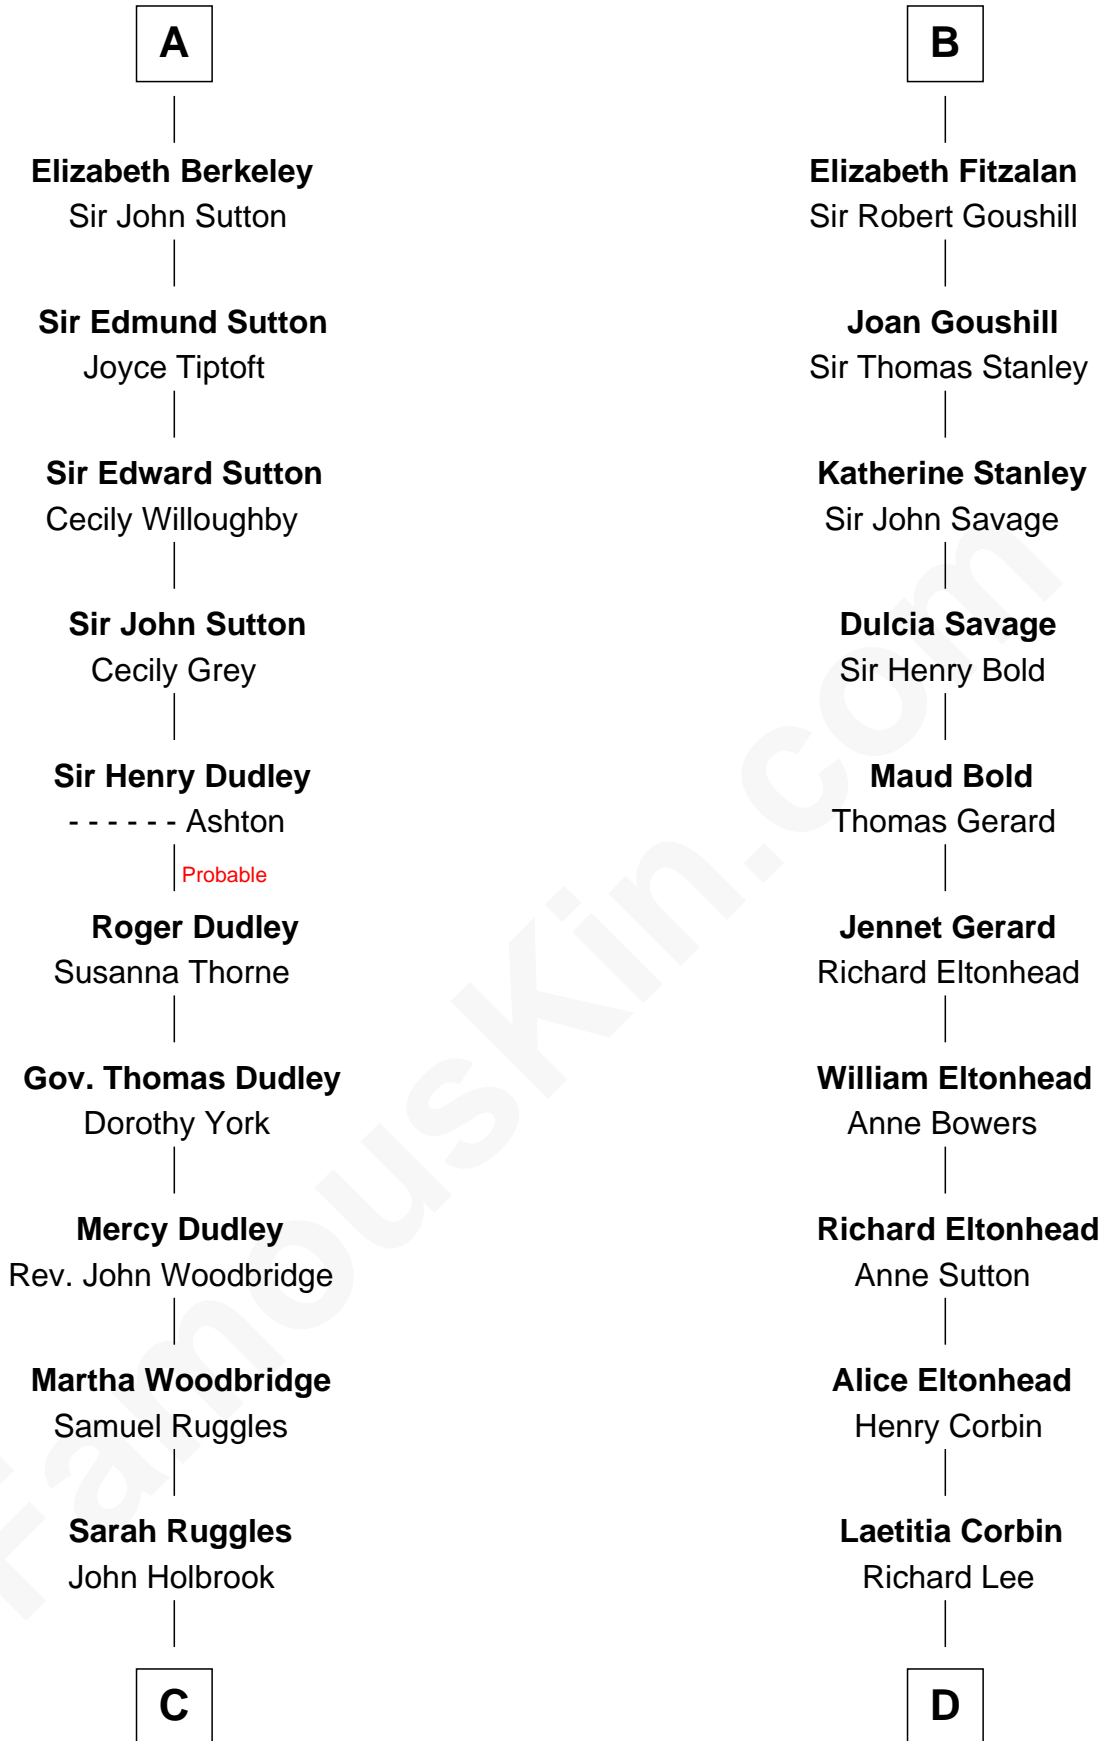 A
Elizabeth Berkeley
Sir John Sutton
Sir Edmund Sutton
Joyce Tiptoft
Sir Edward Sutton
Cecily Willoughby
Sir John Sutton
Cecily Grey
Sir Henry Dudley
- - - - - - Ashton
Probable
Roger Dudley
Susanna Thorne
Gov. Thomas Dudley
Dorothy York
Mercy Dudley
Rev. John Woodbridge
Martha Woodbridge
Samuel Ruggles
Sarah Ruggles
John Holbrook
C
B
Elizabeth Fitzalan
Sir Robert Goushill
Joan Goushill
Sir Thomas Stanley
Katherine Stanley
Sir John Savage
Dulcia Savage
Sir Henry Bold
Maud Bold
Thomas Gerard
Jennet Gerard
Richard Eltonhead
William Eltonhead
Anne Bowers
Richard Eltonhead
Anne Sutton
Alice Eltonhead
Henry Corbin
Laetitia Corbin
Richard Lee
D
FamousKin.com